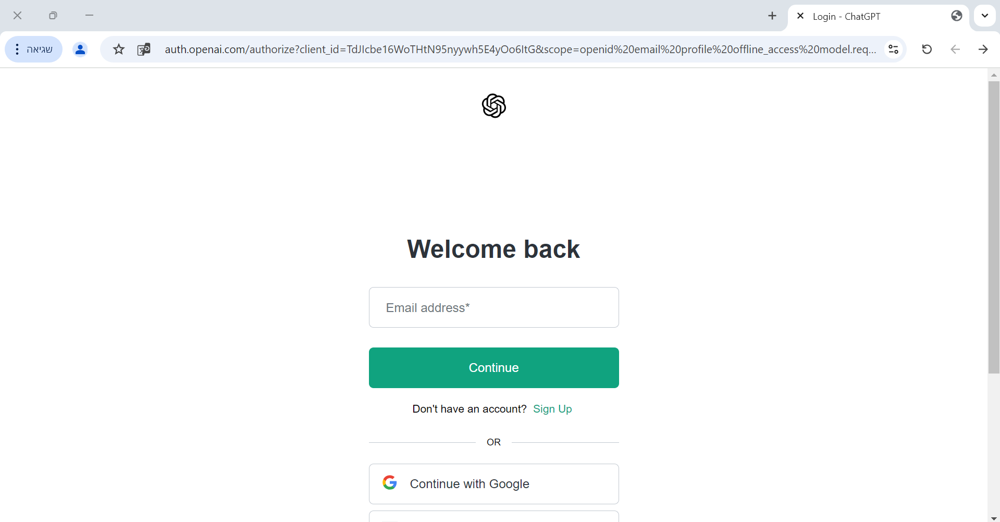 Login - ChatGPT
שגיאה
auth.openai.com/authorize?client_id=TdJIcbe16WoTHtN95nyywh5E4yOo6ItG&scope=openid%20email%20profile%20offline_access%20model.req...
Welcome back
Email address*
Continue
Don't have an account? Sign Up
OR
Continue with Google